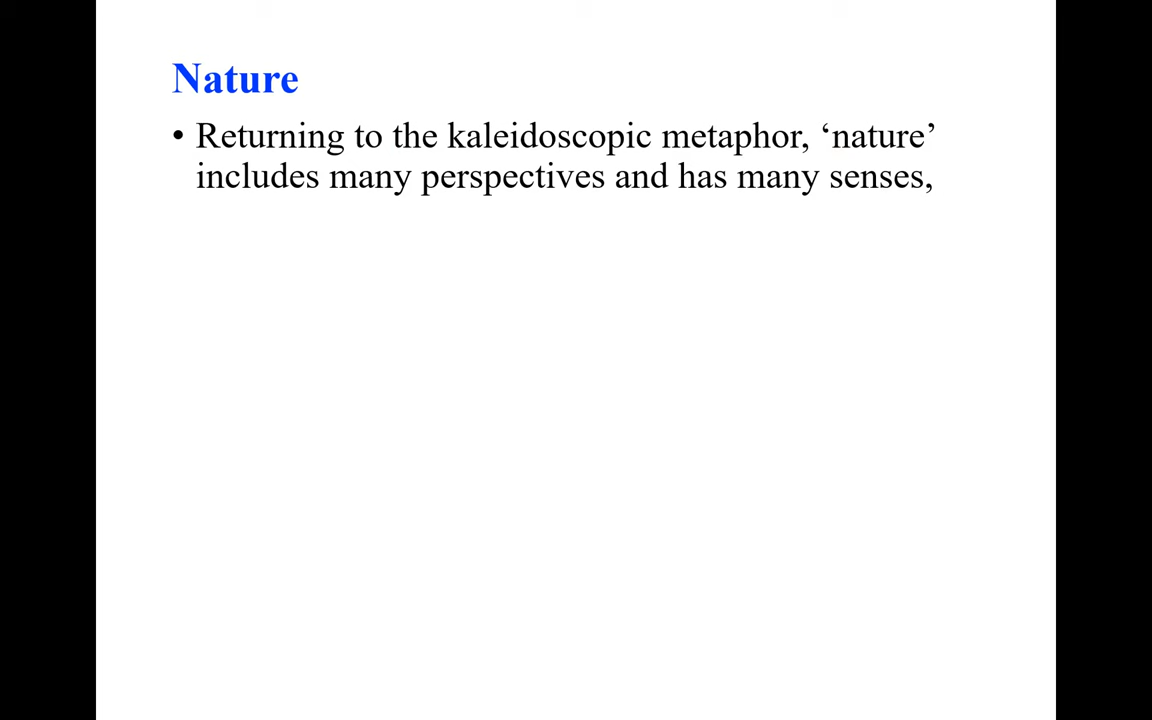 Nature
• Returning to the kaleidoscopic metaphor, ‘nature’
includes many perspectives and has many senses,